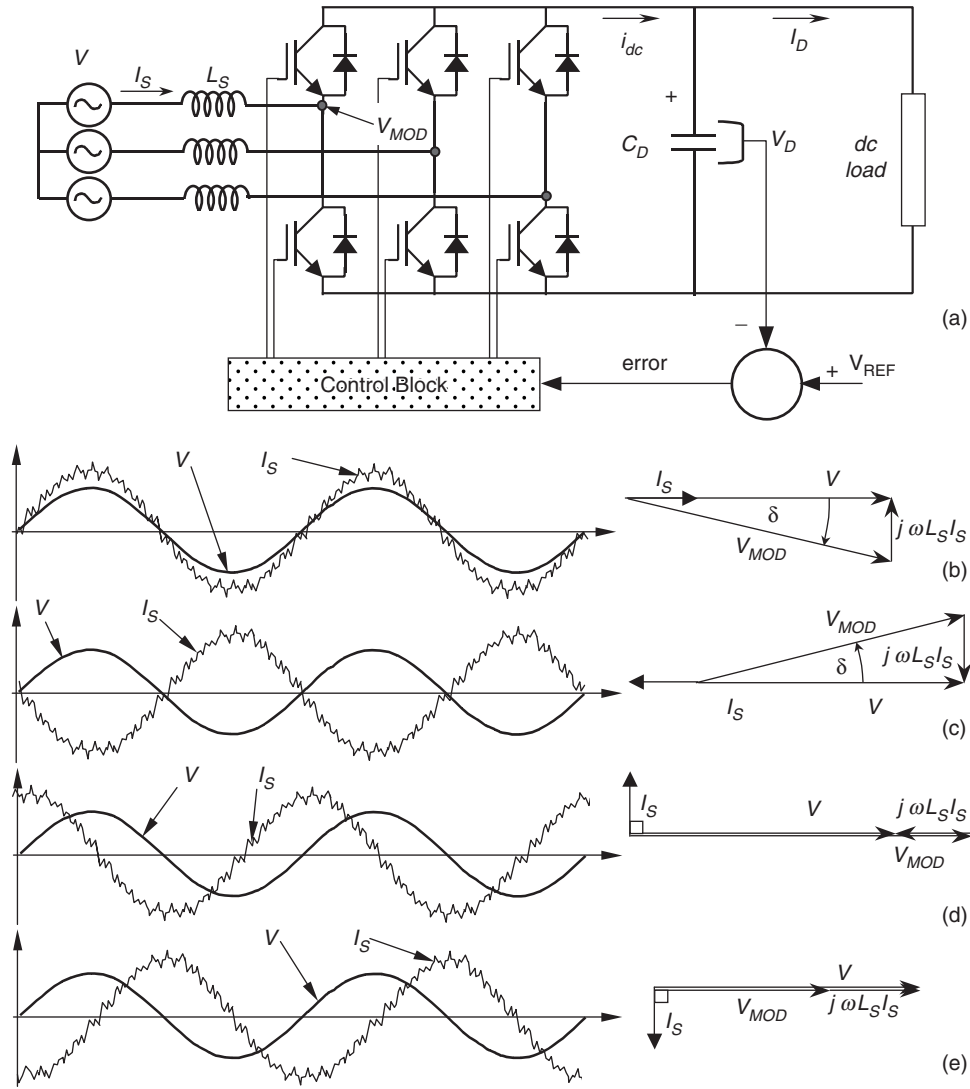 V
I_S
L_S
V_MOD
i_dc
I_D
+
C_D
V_D
dc
load
(a)
−
Control Block
error
+ V_REF
V
I_S
I_S
V
δ
V_MOD
j ωL_S I_S
(b)
V
I_S
V_MOD
j ωL_S I_S
δ
I_S
V
(c)
V
I_S
I_S
V
j ωL_S I_S
V_MOD
(d)
V
I_S
V
V_MOD
j ωL_S I_S
I_S
(e)